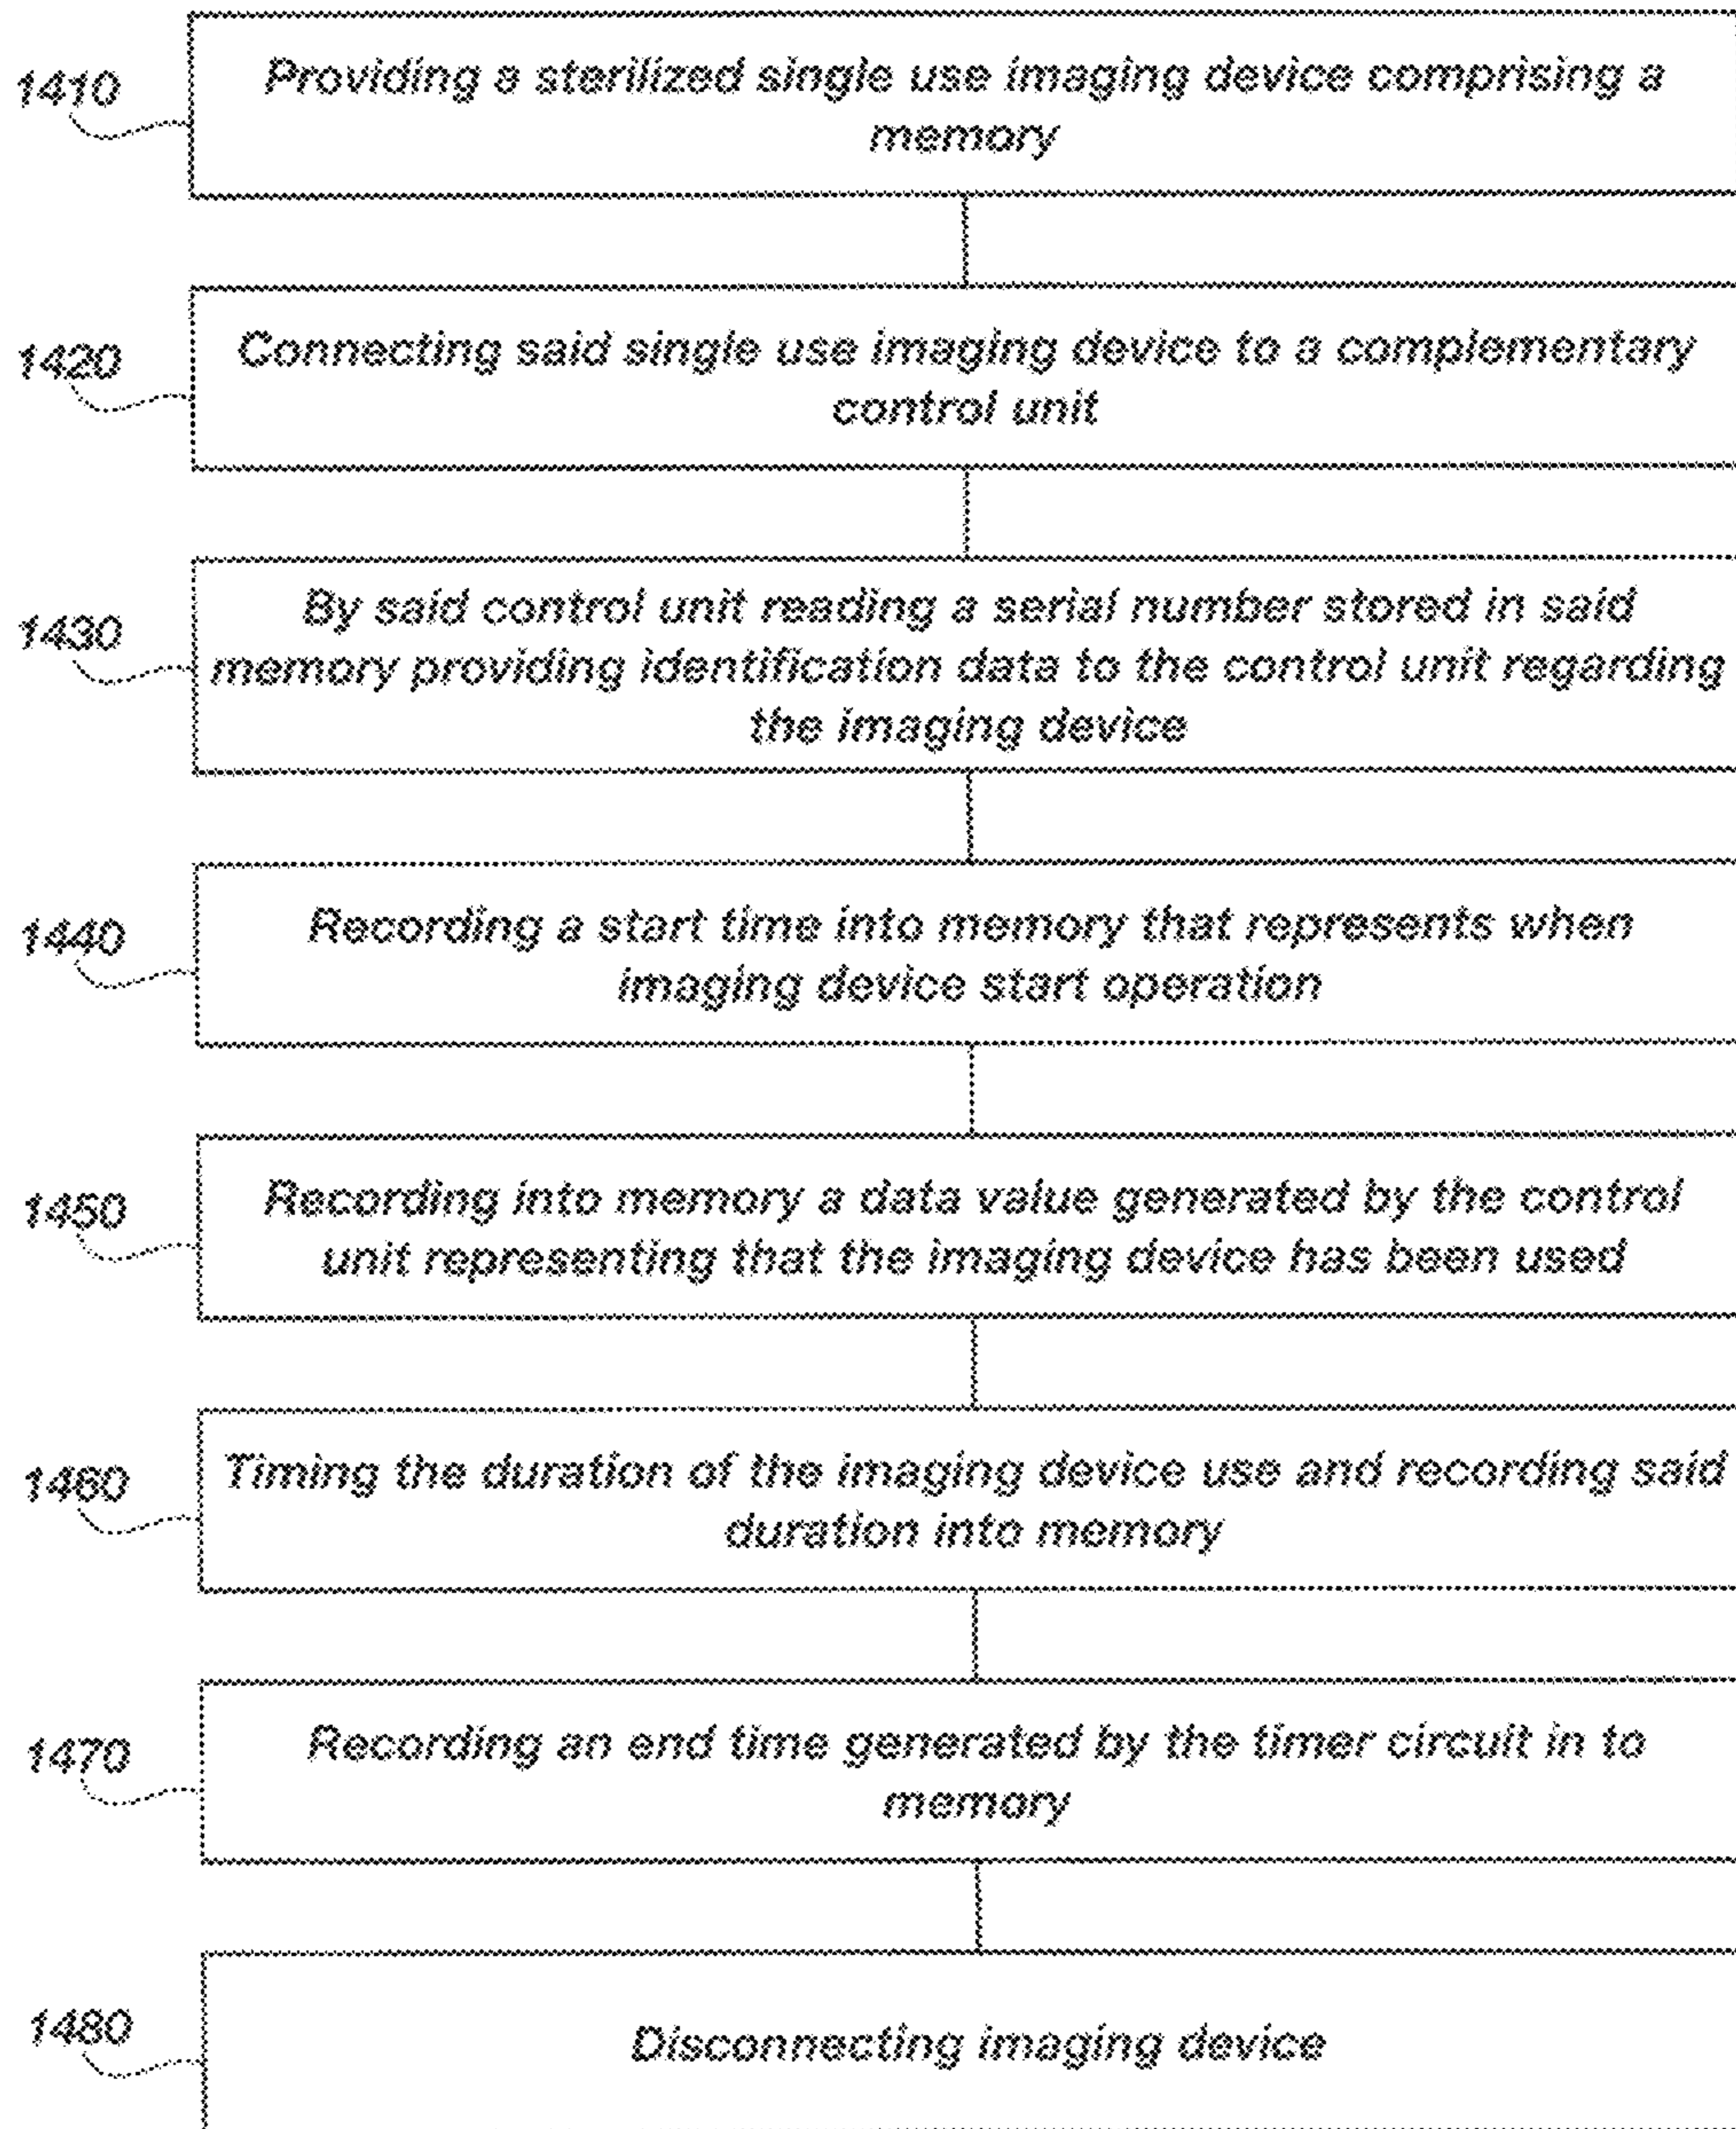 1410
Providing a sterilized single use imaging device comprising a
memory
1420
Connecting said single use imaging device to a complementary
control unit
1430
By said control unit reading a serial number stored in said
memory providing identification data to the control unit regarding
the imaging device
1440
Recording a start time into memory that represents when
imaging device start operation
1450
Recording into memory a data value generated by the control
unit representing that the imaging device has been used
1460
Timing the duration of the imaging device use and recording said
duration into memory
1470
Recording an end time generated by the timer circuit in to
memory
1480
Disconnecting imaging device